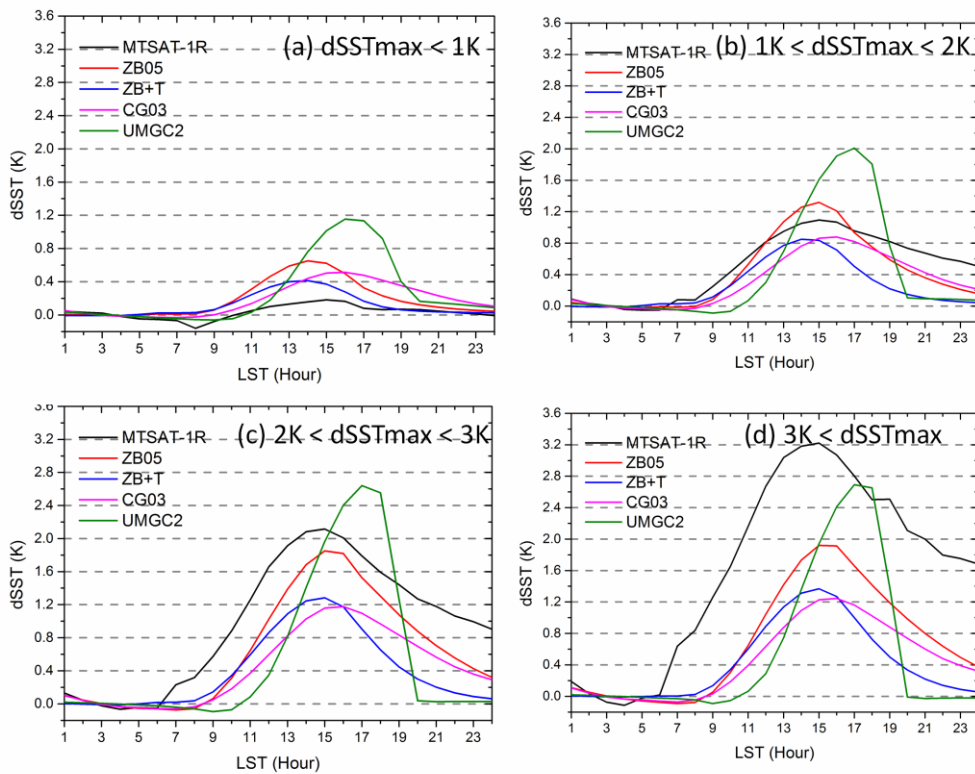 (a) dSSTmax < 1K
MTSAT-1R
ZB05
ZB+T
CG03
UMGC2
3.6
3.2
2.8
2.4
2.0
1.6
1.2
0.8
0.4
0.0
dSST (K)
1 3 5 7 9 11 13 15 17 19 21 23
LST (Hour)
(b) 1K < dSSTmax < 2K
MTSAT-1R
ZB05
ZB+T
CG03
UMGC2
3.6
3.2
2.8
2.4
2.0
1.6
1.2
0.8
0.4
0.0
dSST (K)
1 3 5 7 9 11 13 15 17 19 21 23
LST (Hour)
(c) 2K < dSSTmax < 3K
MTSAT-1R
ZB05
ZB+T
CG03
UMGC2
3.6
3.2
2.8
2.4
2.0
1.6
1.2
0.8
0.4
0.0
dSST (K)
1 3 5 7 9 11 13 15 17 19 21 23
LST (Hour)
(d) 3K < dSSTmax
MTSAT-1R
ZB05
ZB+T
CG03
UMGC2
3.6
3.2
2.8
2.4
2.0
1.6
1.2
0.8
0.4
0.0
dSST (K)
1 3 5 7 9 11 13 15 17 19 21 23
LST (Hour)